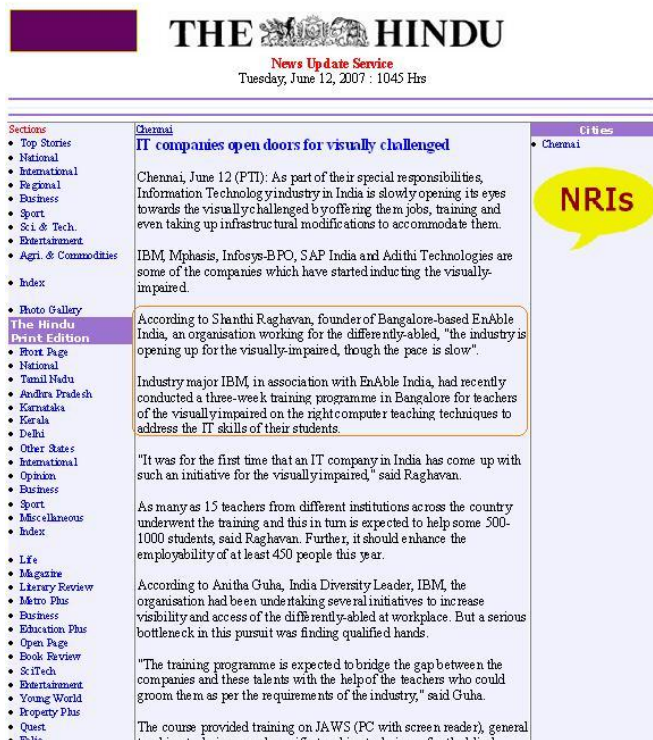 THE HINDU
News Update Service
Tuesday, June 12, 2007 : 1045 Hrs
Sections
Top Stories
National
International
Regional
Business
Sport
Sci. & Tech.
Entertainment
Agri. & Commodities
Index
Photo Gallery
The Hindu
Print Edition
Front Page
National
Tamil Nadu
Andhra Pradesh
Karnataka
Kerala
Delhi
Other States
International
Opinion
Business
Sport
Miscellaneous
Index
Life
Magazine
Literary Review
Metro Plus
Business
Education Plus
Open Page
Book Review
SciTech
Entertainment
Young World
Property Plus
Quest
Folio
Chennai
IT companies open doors for visually challenged
Chennai, June 12 (PTI): As part of their special responsibilities,
Information Technology industry in India is slowly opening its eyes
towards the visually challenged by offering them jobs, training and
even taking up infrastructural modifications to accommodate them.
IBM, Mphasis, Infosys-BPO, SAP India and Adithi Technologies are
some of the companies which have started inducting the visually-
impaired.
According to Shanthi Raghavan, founder of Bangalore-based EnAble
India, an organisation working for the differently-abled, "the industry is
opening up for the visually-impaired, though the pace is slow".
Industry major IBM, in association with EnAble India, had recently
conducted a three-week training programme in Bangalore for teachers
of the visually impaired on the right computer teaching techniques to
address the IT skills of their students.
"It was for the first time that an IT company in India has come up with
such an initiative for the visually impaired," said Raghavan.
As many as 15 teachers from different institutions across the country
underwent the training and this in turn is expected to help some 500-
1000 students, said Raghavan. Further, it should enhance the
employability of at least 450 people this year.
According to Anitha Guha, India Diversity Leader, IBM, the
organisation had been undertaking several initiatives to increase
visibility and access of the differently-abled at workplace. But a serious
bottleneck in this pursuit was finding qualified hands.
"The training programme is expected to bridge the gap between the
companies and these talents with the help of the teachers who could
groom them as per the requirements of the industry," said Guha.
The course provided training on JAWS (PC with screen reader), general
Cities
Chennai
NRIs